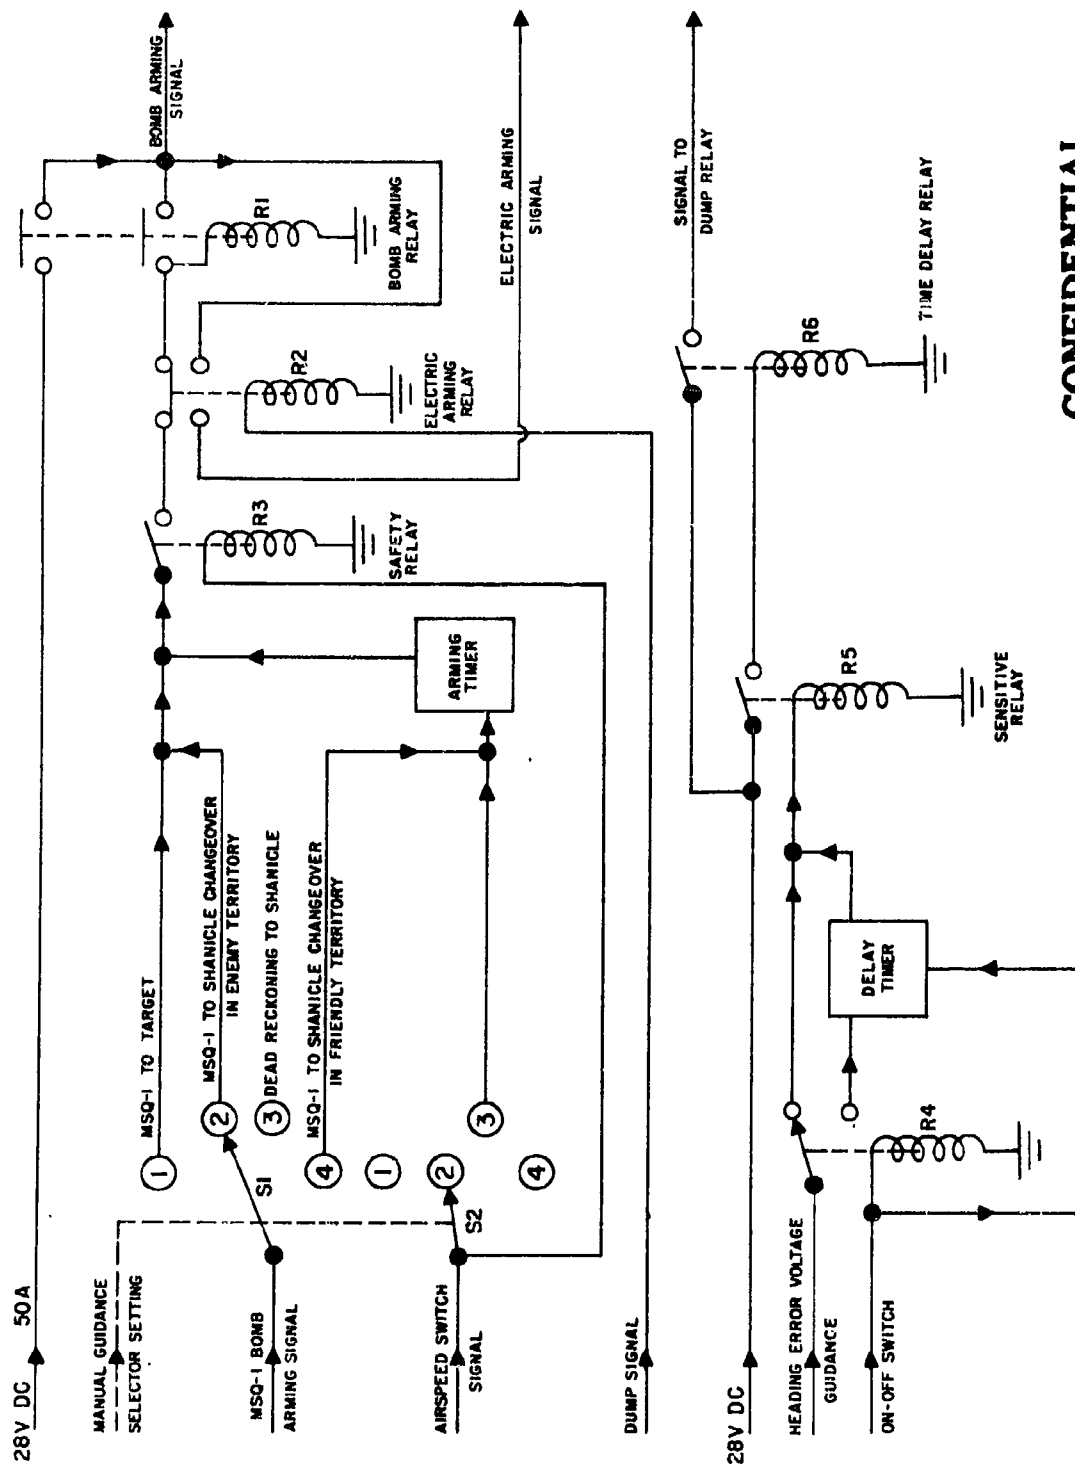 28V DC 50A
MANUAL GUIDANCE
SELECTOR SETTING
MSQ-1 BOMB
ARMING SIGNAL
AIRSPEED SWITCH
SIGNAL
DUMP SIGNAL
28V DC
HEADING ERROR VOLTAGE
GUIDANCE
ON-OFF SWITCH
S1
S2
1
2
3
4
1
2
3
4
MSQ-1 TO TARGET
MSQ-1 TO SHANICLE CHANGEOVER
IN ENEMY TERRITORY
DEAD RECKONING TO SHANICLE
MSQ-1 TO SHANICLE CHANGEOVER
IN FRIENDLY TERRITORY
R4
DELAY
TIMER
ARMING
TIMER
R3
SAFETY
RELAY
R5
SENSITIVE
RELAY
R2
ELECTRIC
ARMING
RELAY
R1
BOMB ARMING
RELAY
R6
TIME DELAY RELAY
BOMB ARMING
SIGNAL
ELECTRIC ARMING
SIGNAL
SIGNAL TO
DUMP RELAY
CONFIDENTIAL